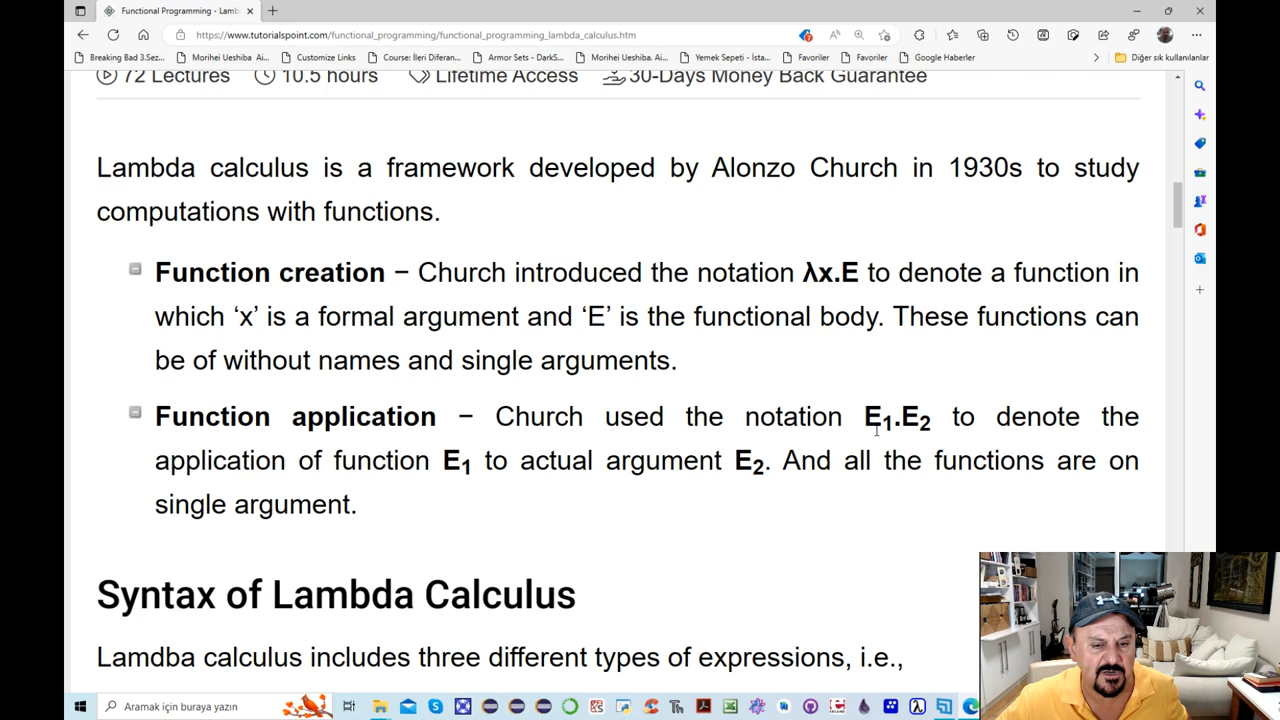 Functional Programming - Lamb
https://www.tutorialspoint.com/functional_programming/functional_programming_lambda_calculus.htm
Breaking Bad 3.Sez... Morihei Ueshiba Ai... Customize Links Course: İleri Diferan... Armor Sets - DarkS... Morihei Ueshiba. Ai... Yemek Sepeti - İsta... Favoriler Favoriler Google Haberler Diğer sık kullanılanlar
72 Lectures 10.5 hours Lifetime Access 30-Days Money Back Guarantee
Lambda calculus is a framework developed by Alonzo Church in 1930s to study
computations with functions.
Function creation − Church introduced the notation λx.E to denote a function in
which ‘x’ is a formal argument and ‘E’ is the functional body. These functions can
be of without names and single arguments.
Function application − Church used the notation E₁.E₂ to denote the
application of function E₁ to actual argument E₂. And all the functions are on
single argument.
Syntax of Lambda Calculus
Lamdba calculus includes three different types of expressions, i.e.,
Aramak için buraya yazın